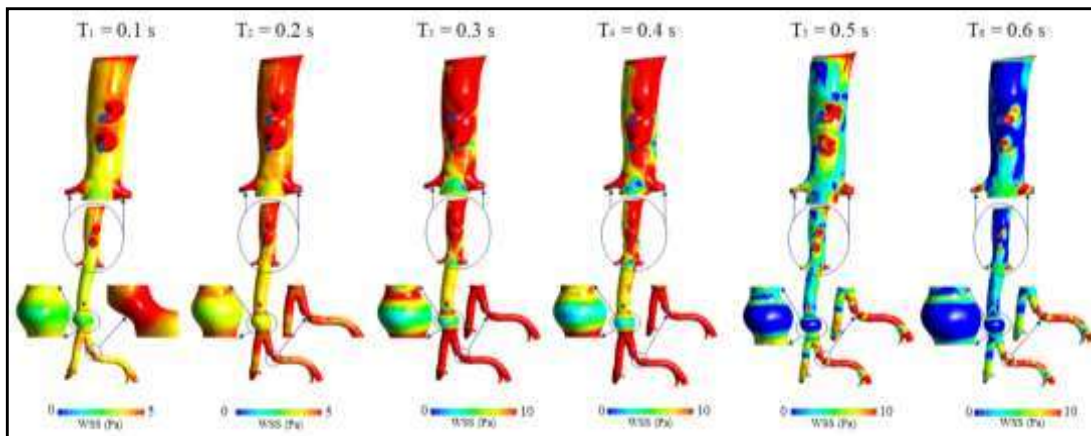 T₁ = 0.1 s
T₂ = 0.2 s
T₃ = 0.3 s
T₄ = 0.4 s
T₅ = 0.5 s
T₆ = 0.6 s
0 5
WSS (Pa)
0 5
WSS (Pa)
0 10
WSS (Pa)
0 10
WSS (Pa)
0 10
WSS (Pa)
0 10
WSS (Pa)